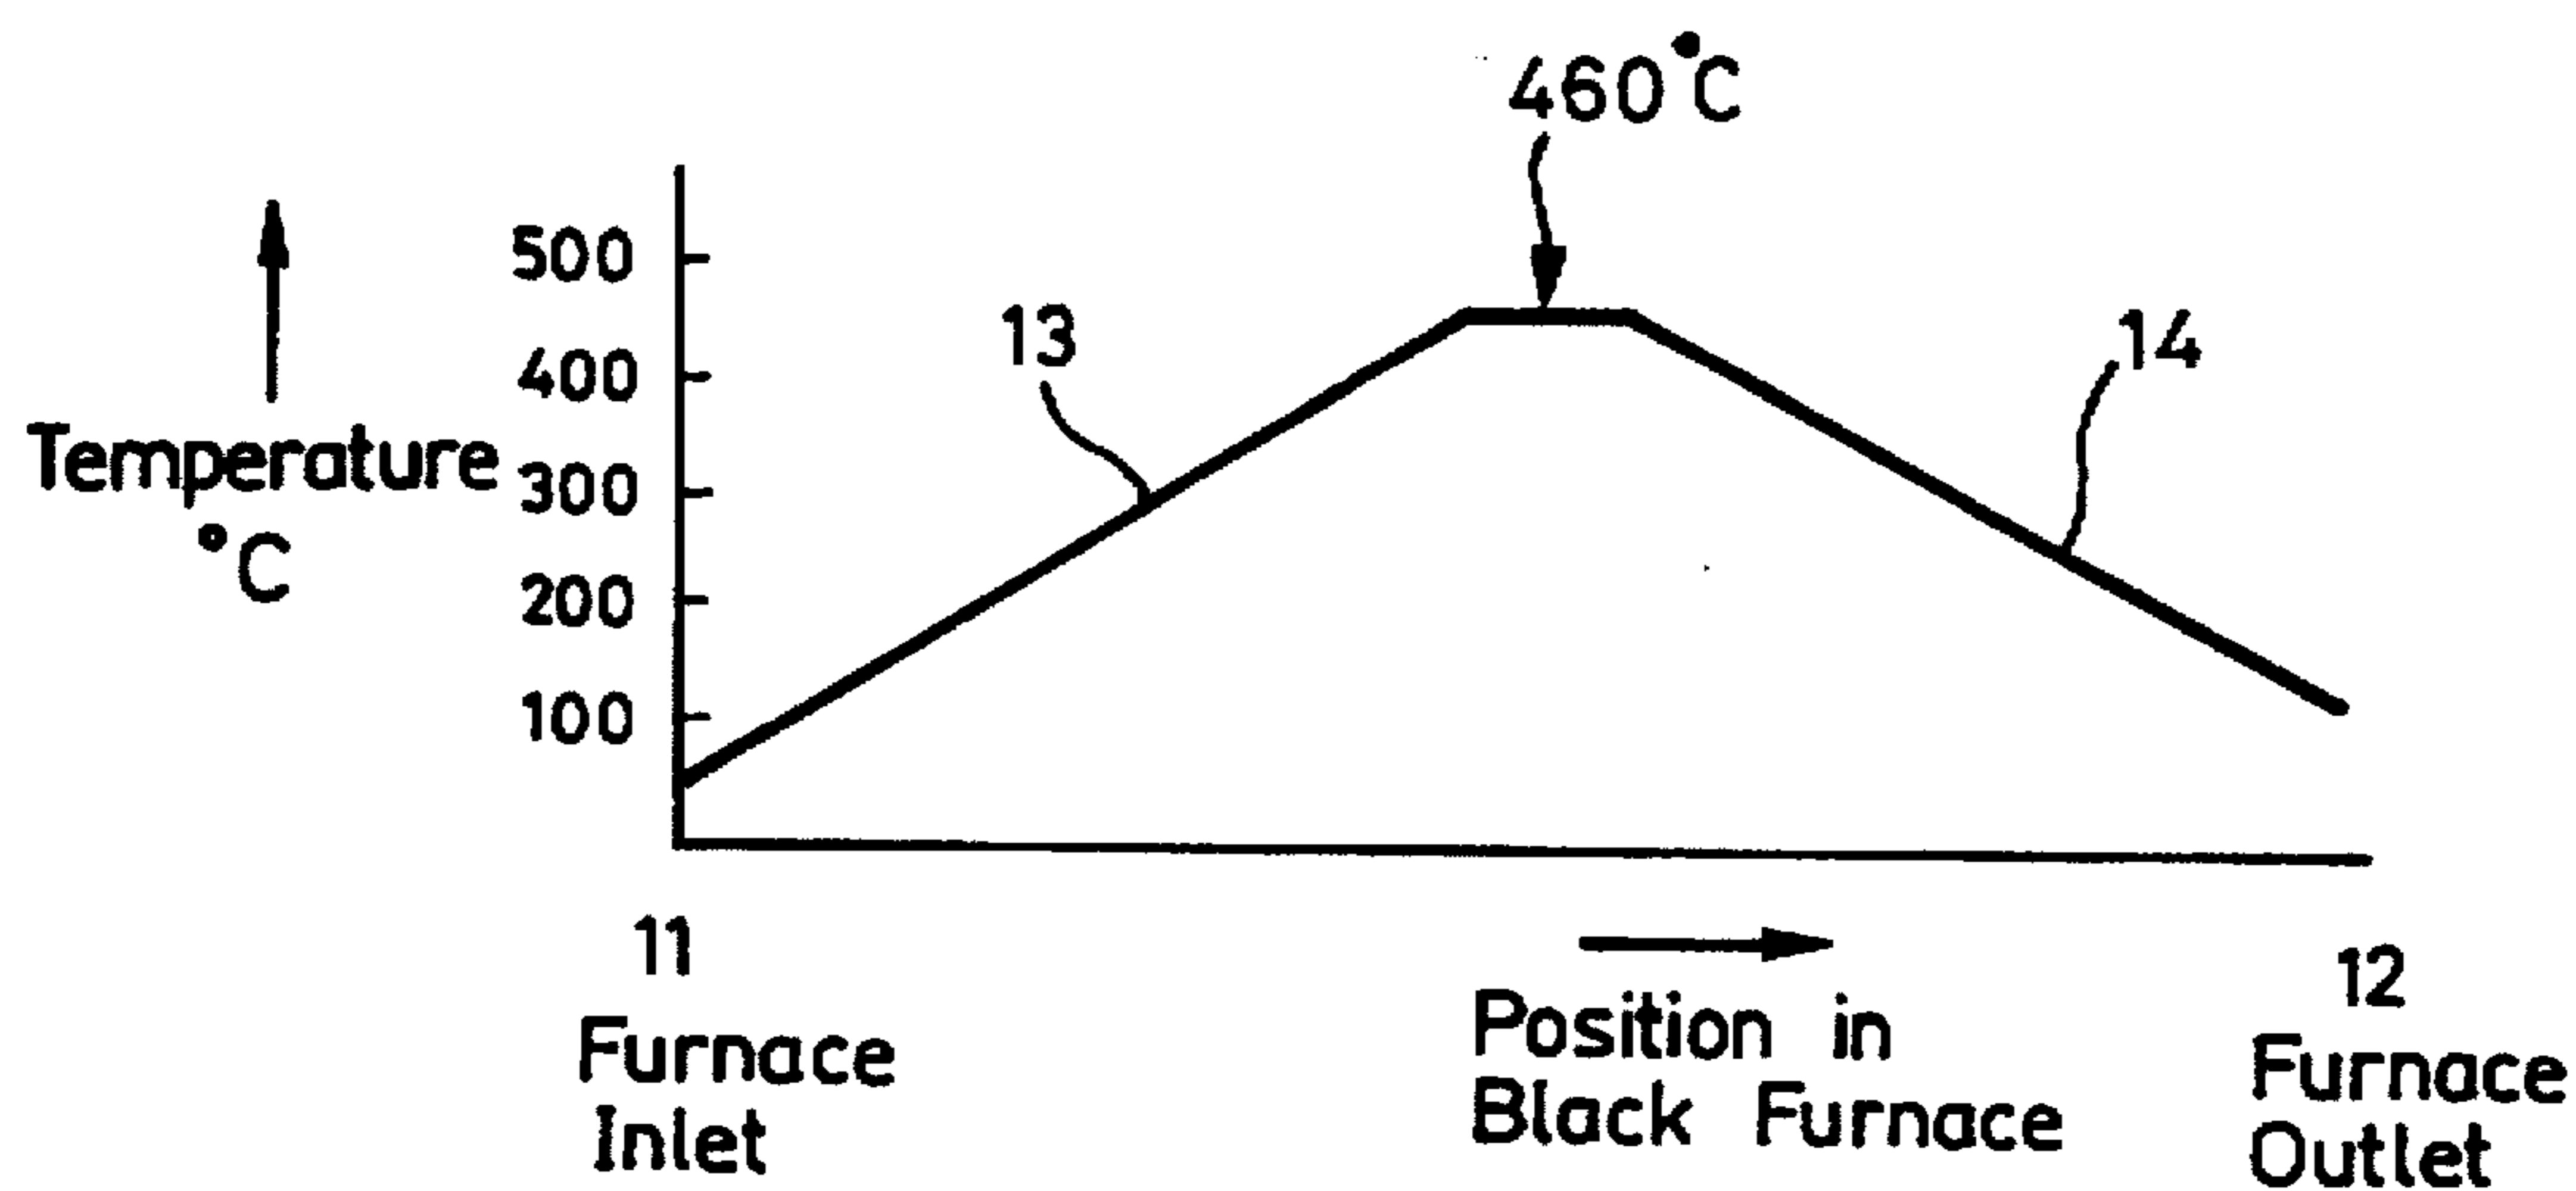 460°C
500
13
14
400
Temperature
300
°C
200
100
11
12
Furnace
Inlet
Position in
Black Furnace
Furnace
Outlet